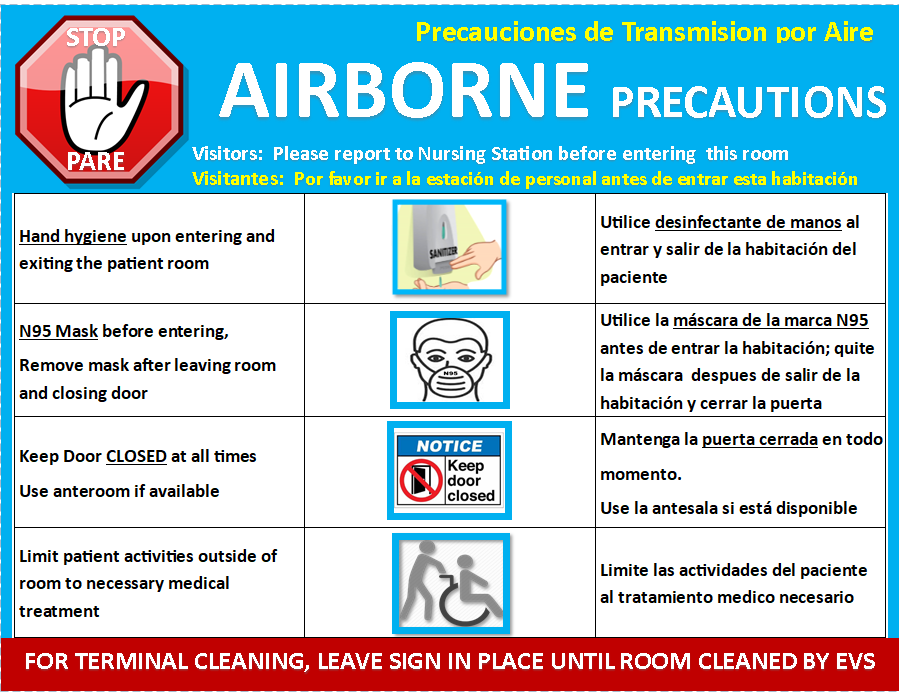 STOP
PARE
Precauciones de Transmision por Aire
AIRBORNE PRECAUTIONS
Visitors:  Please report to Nursing Station before entering  this room
Visitantes:  Por favor ir a la estación de personal antes de entrar esta habitación
Hand hygiene upon entering and
exiting the patient room
SANITIZER
Utilice desinfectante de manos al
entrar y salir de la habitación del
paciente
N95 Mask before entering,
Remove mask after leaving room
and closing door
N95
Utilice la máscara de la marca N95
antes de entrar la habitación; quite
la máscara  despues de salir de la
habitación y cerrar la puerta
Keep Door CLOSED at all times
Use anteroom if available
NOTICE
Keep
door
closed
Mantenga la puerta cerrada en todo
momento.
Use la antesala si está disponible
Limit patient activities outside of
room to necessary medical
treatment
Limite las actividades del paciente
al tratamiento medico necesario
FOR TERMINAL CLEANING, LEAVE SIGN IN PLACE UNTIL ROOM CLEANED BY EVS